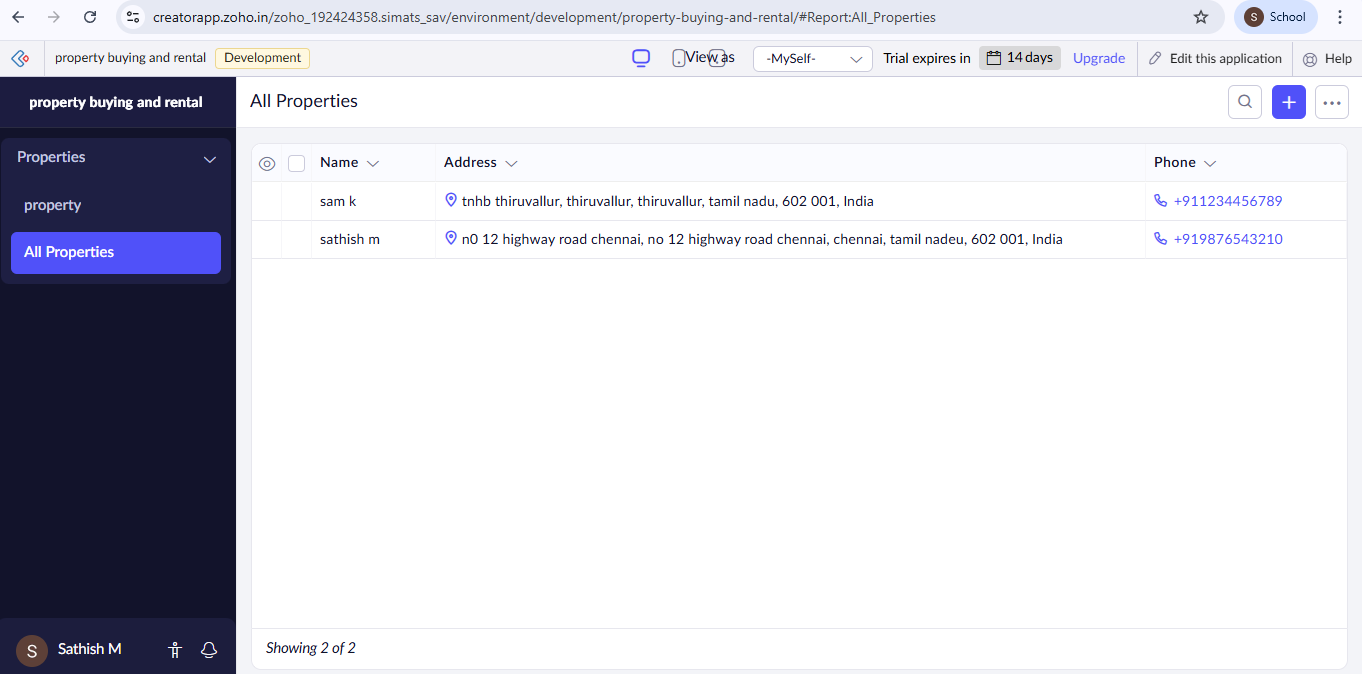 creatorapp.zoho.in/zoho_192424358.simats_sav/environment/development/property-buying-and-rental/#Report:All_Properties
S School
property buying and rental Development View as -MySelf- Trial expires in 14 days Upgrade Edit this application Help
property buying and rental
All Properties
Properties
property
All Properties
Name Address Phone
sam k tnhb thiruvallur, thiruvallur, thiruvallur, tamil nadu, 602 001, India +911234456789
sathish m n0 12 highway road chennai, no 12 highway road chennai, chennai, tamil nadeu, 602 001, India +919876543210
Showing 2 of 2
S Sathish M